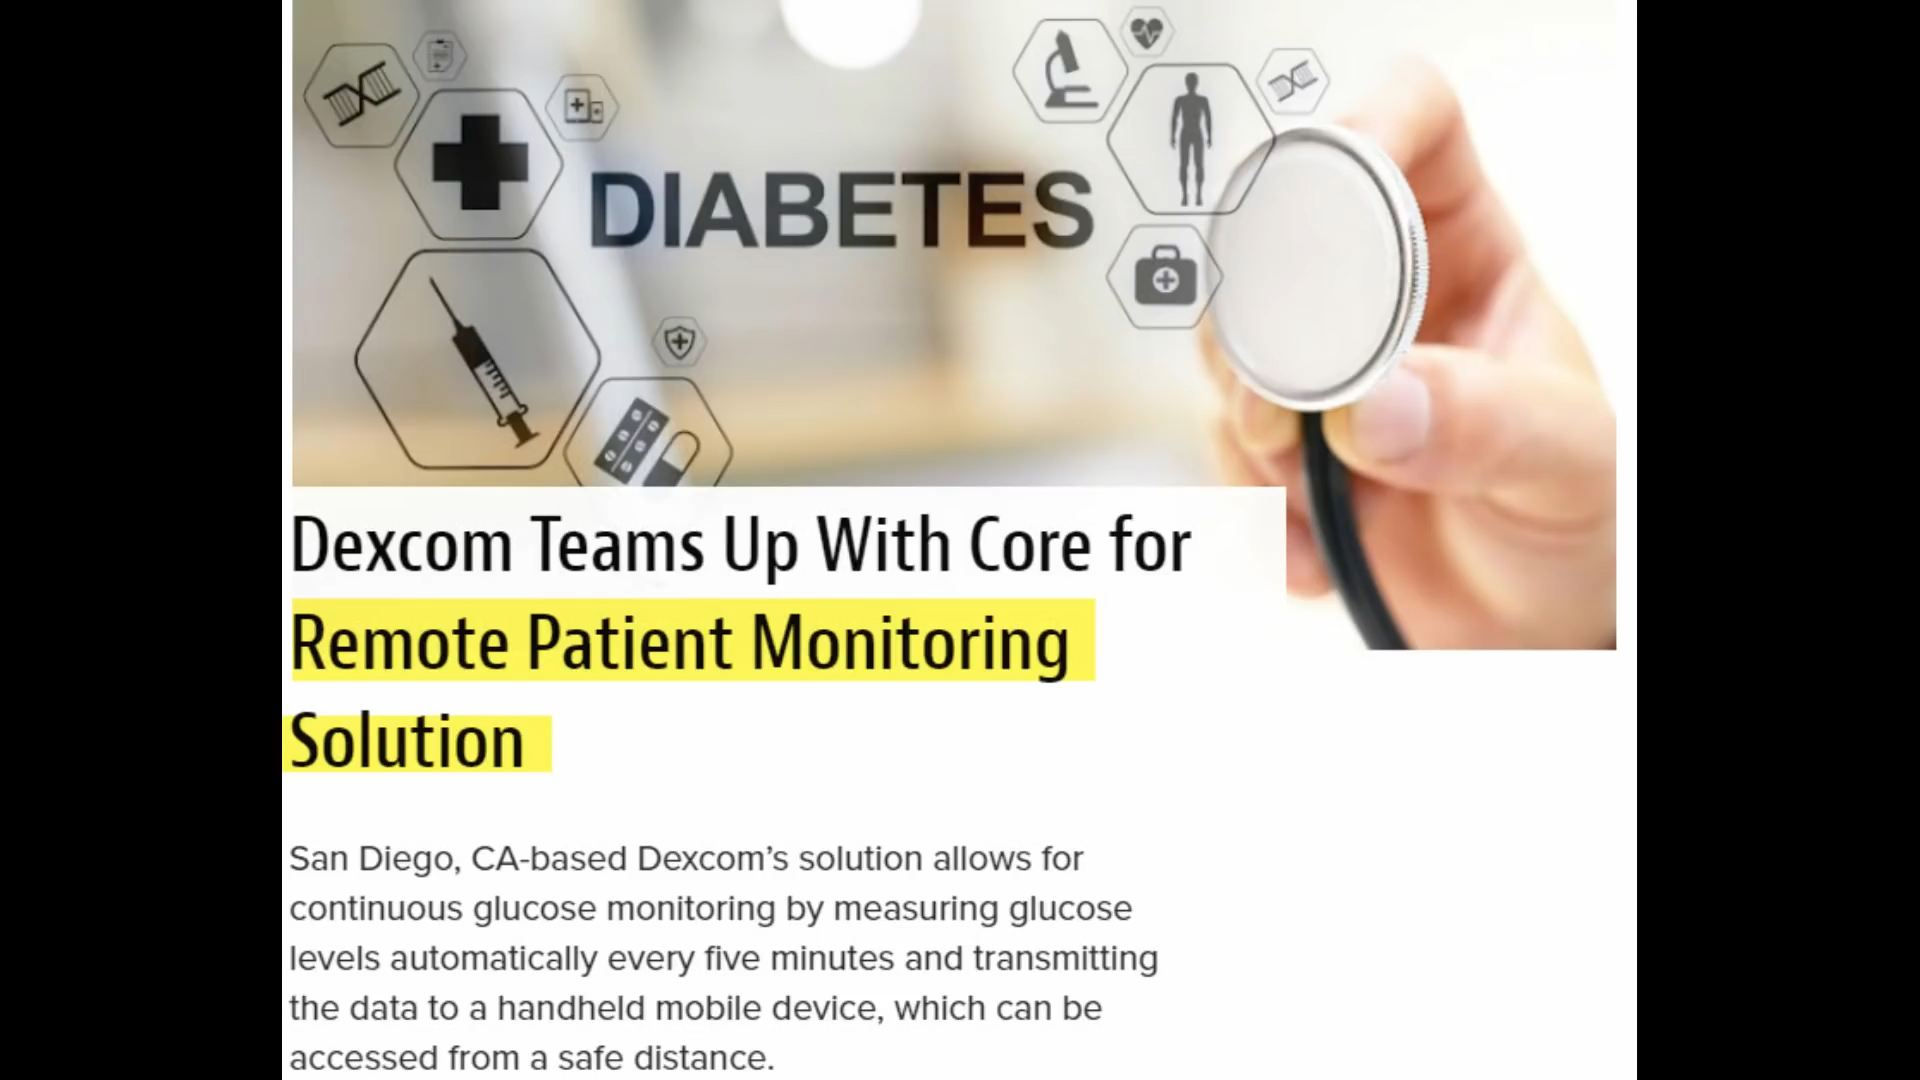 DIABETES
Dexcom Teams Up With Core for
Remote Patient Monitoring
Solution
San Diego, CA-based Dexcom’s solution allows for
continuous glucose monitoring by measuring glucose
levels automatically every five minutes and transmitting
the data to a handheld mobile device, which can be
accessed from a safe distance.